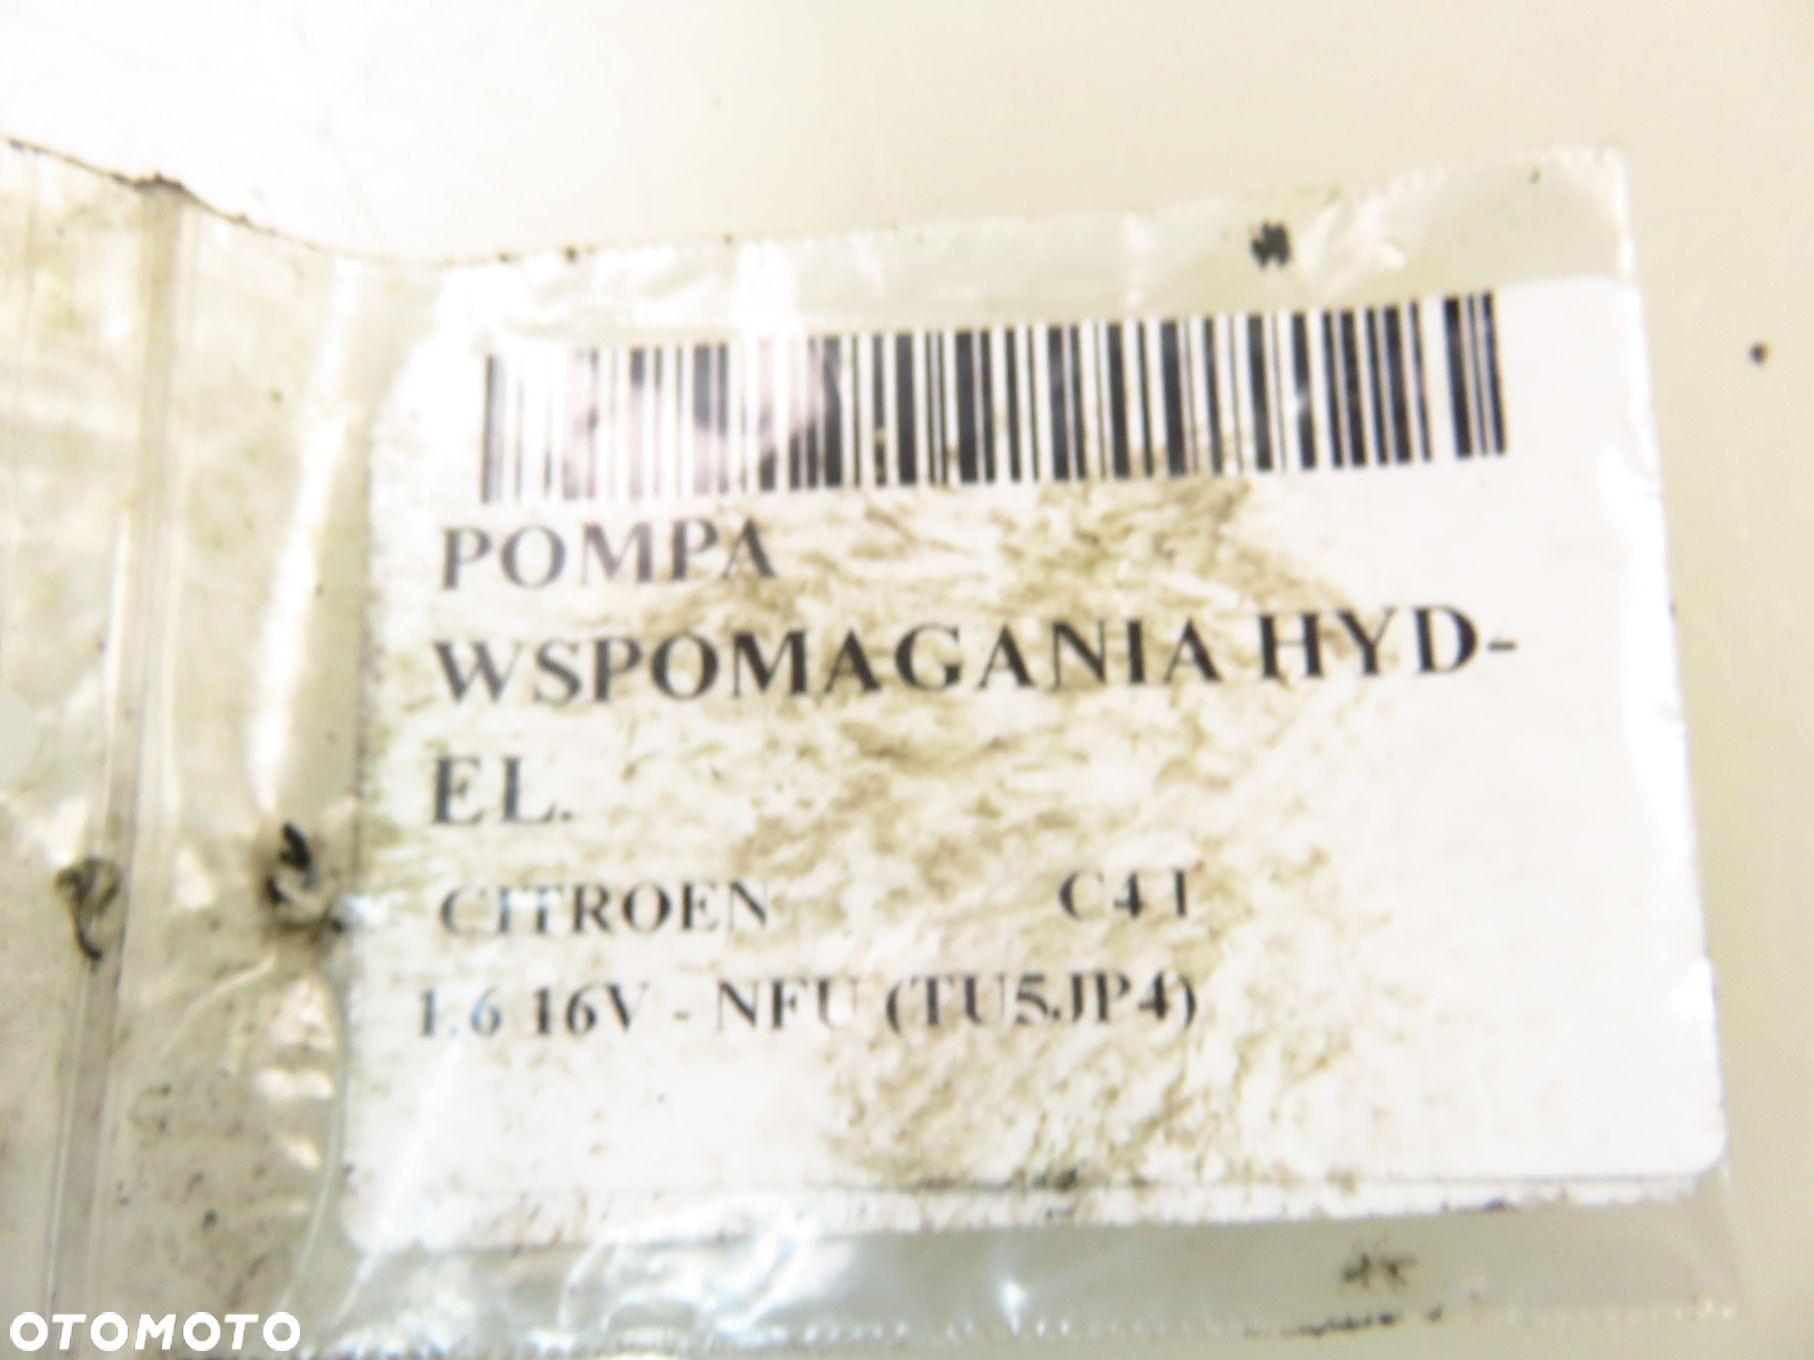 POMPA
WSPOMAGANIA HYD-
EL.
CITROEN C4 I
1.6 16V - NFU (TU5JP4)
OTOMOTO